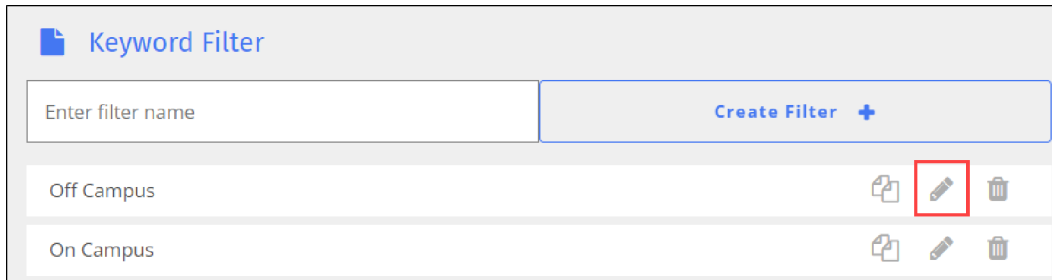 Keyword Filter
Enter filter name
Create Filter
Off Campus
On Campus